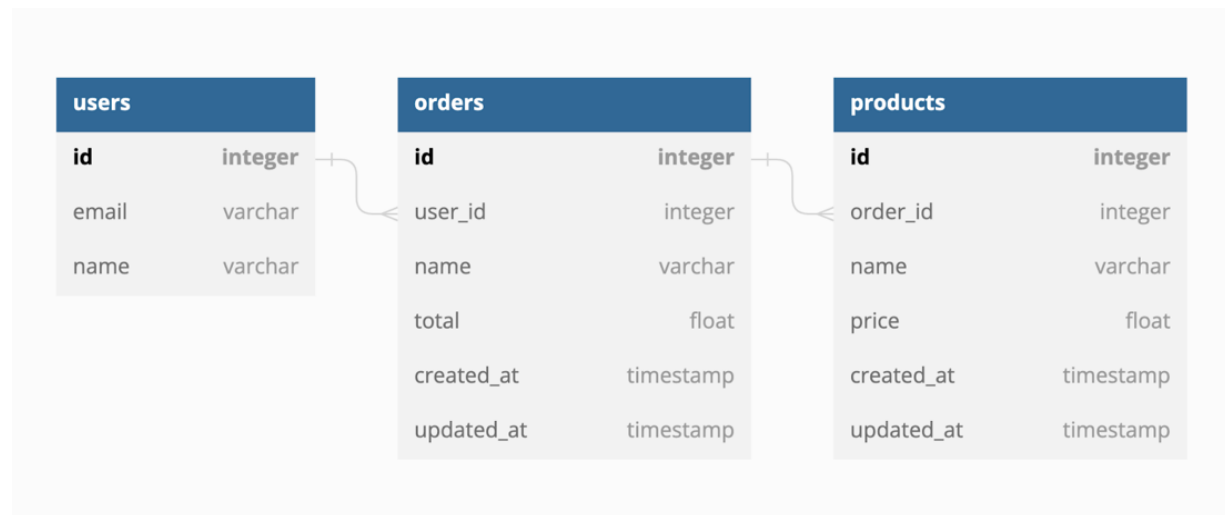 users
id integer
email varchar
name varchar
orders
id integer
user_id integer
name varchar
total float
created_at timestamp
updated_at timestamp
products
id integer
order_id integer
name varchar
price float
created_at timestamp
updated_at timestamp